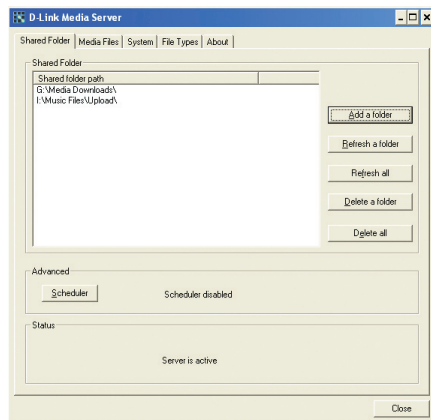 D-Link Media Server
Shared Folder Media Files System File Types About
Shared Folder
Shared folder path
G:\Media Downloads\
I:\Music Files\Upload\
Add a folder
Refresh a folder
Refresh all
Delete a folder
Delete all
Advanced
Scheduler Scheduler disabled
Status
Server is active
Close